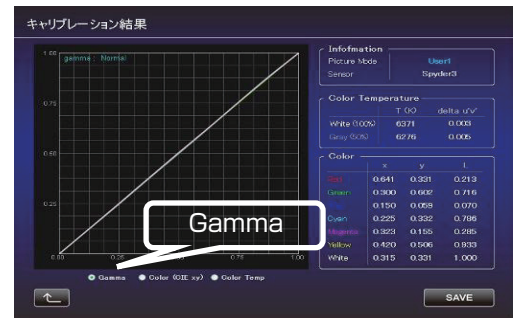 キャリブレーション結果
1.00
gamma : Normal
0.75
0.50
0.25
0.00 0.25 0.75 1.00
Gamma
Gamma Color (CIE xy) Color Temp
Infofmation
Picture Mode User1
Sensor Spyder3
Color Temperature
T (K) delta u'v'
White (100%) 6371 0.003
Gray (50%) 6276 0.005
Color
x y L
Red 0.641 0.331 0.213
Green 0.300 0.602 0.716
0.150 0.059 0.070
Cyan 0.225 0.332 0.786
Magenta 0.323 0.155 0.285
Yellow 0.420 0.506 0.933
White 0.315 0.331 1.000
SAVE